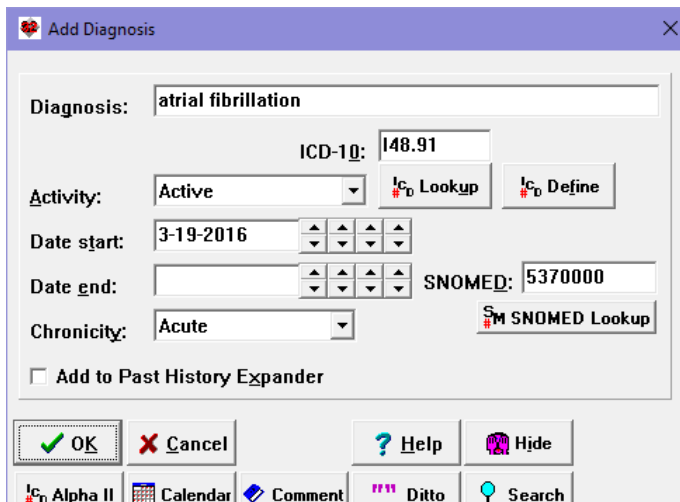 Add Diagnosis
Diagnosis: atrial fibrillation
ICD-10: I48.91
Activity: Active ICD# Lookup ICD# Define
Date start: 3-19-2016
Date end: SNOMED: 5370000
Chronicity: Acute SM# SNOMED Lookup
Add to Past History Expander
OK Cancel ? Help Hide
ICD# Alpha II Calendar Comment """ Ditto Search